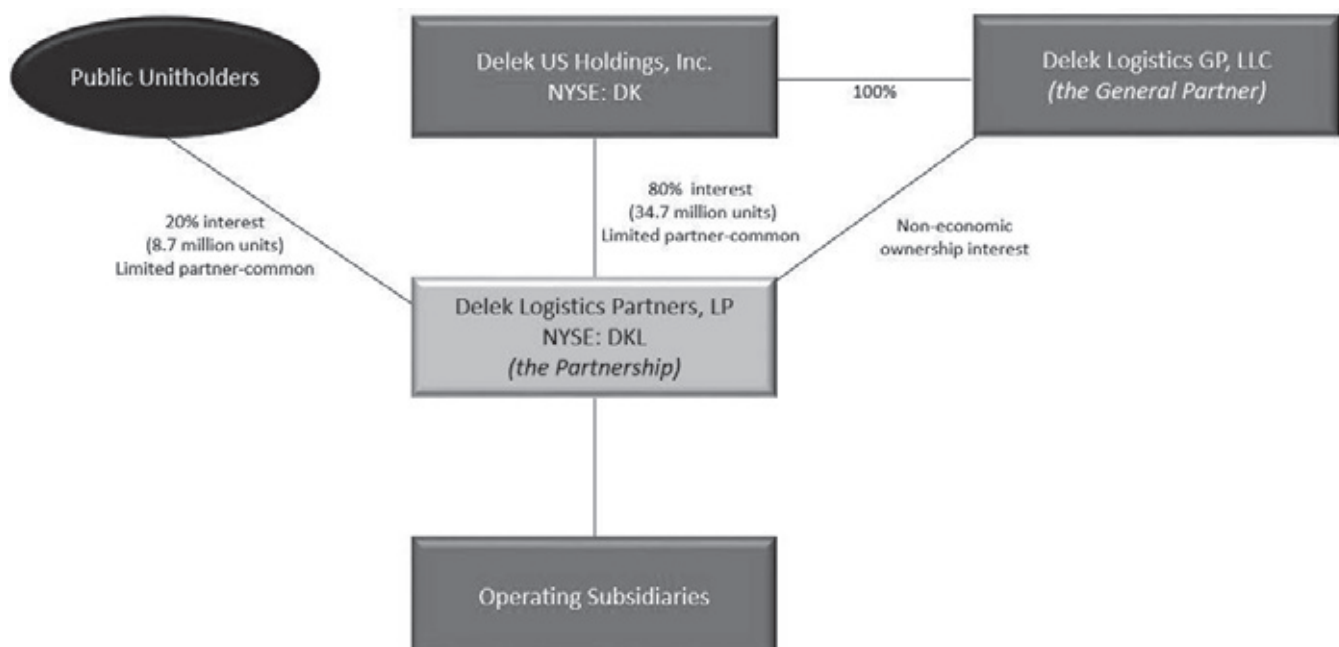 Public Unitholders
Delek US Holdings, Inc.
NYSE: DK
100%
Delek Logistics GP, LLC
(the General Partner)
20% interest
(8.7 million units)
Limited partner-common
80% interest
(34.7 million units)
Limited partner-common
Non-economic
ownership interest
Delek Logistics Partners, LP
NYSE: DKL
(the Partnership)
Operating Subsidiaries